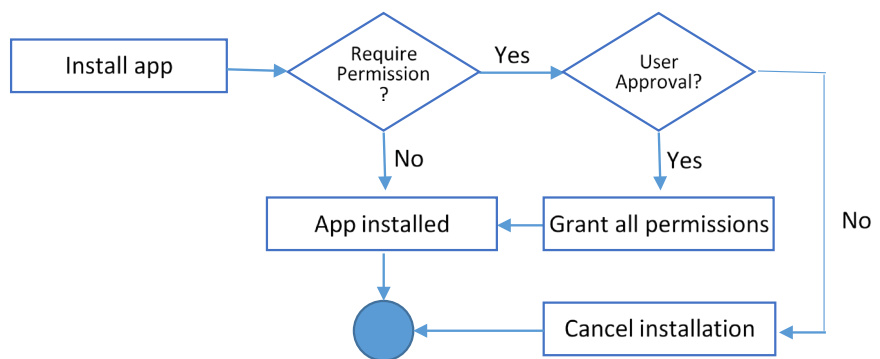 Install app
Require
Permission
?
Yes
User
Approval?
No
Yes
App installed
Grant all permissions
No
Cancel installation